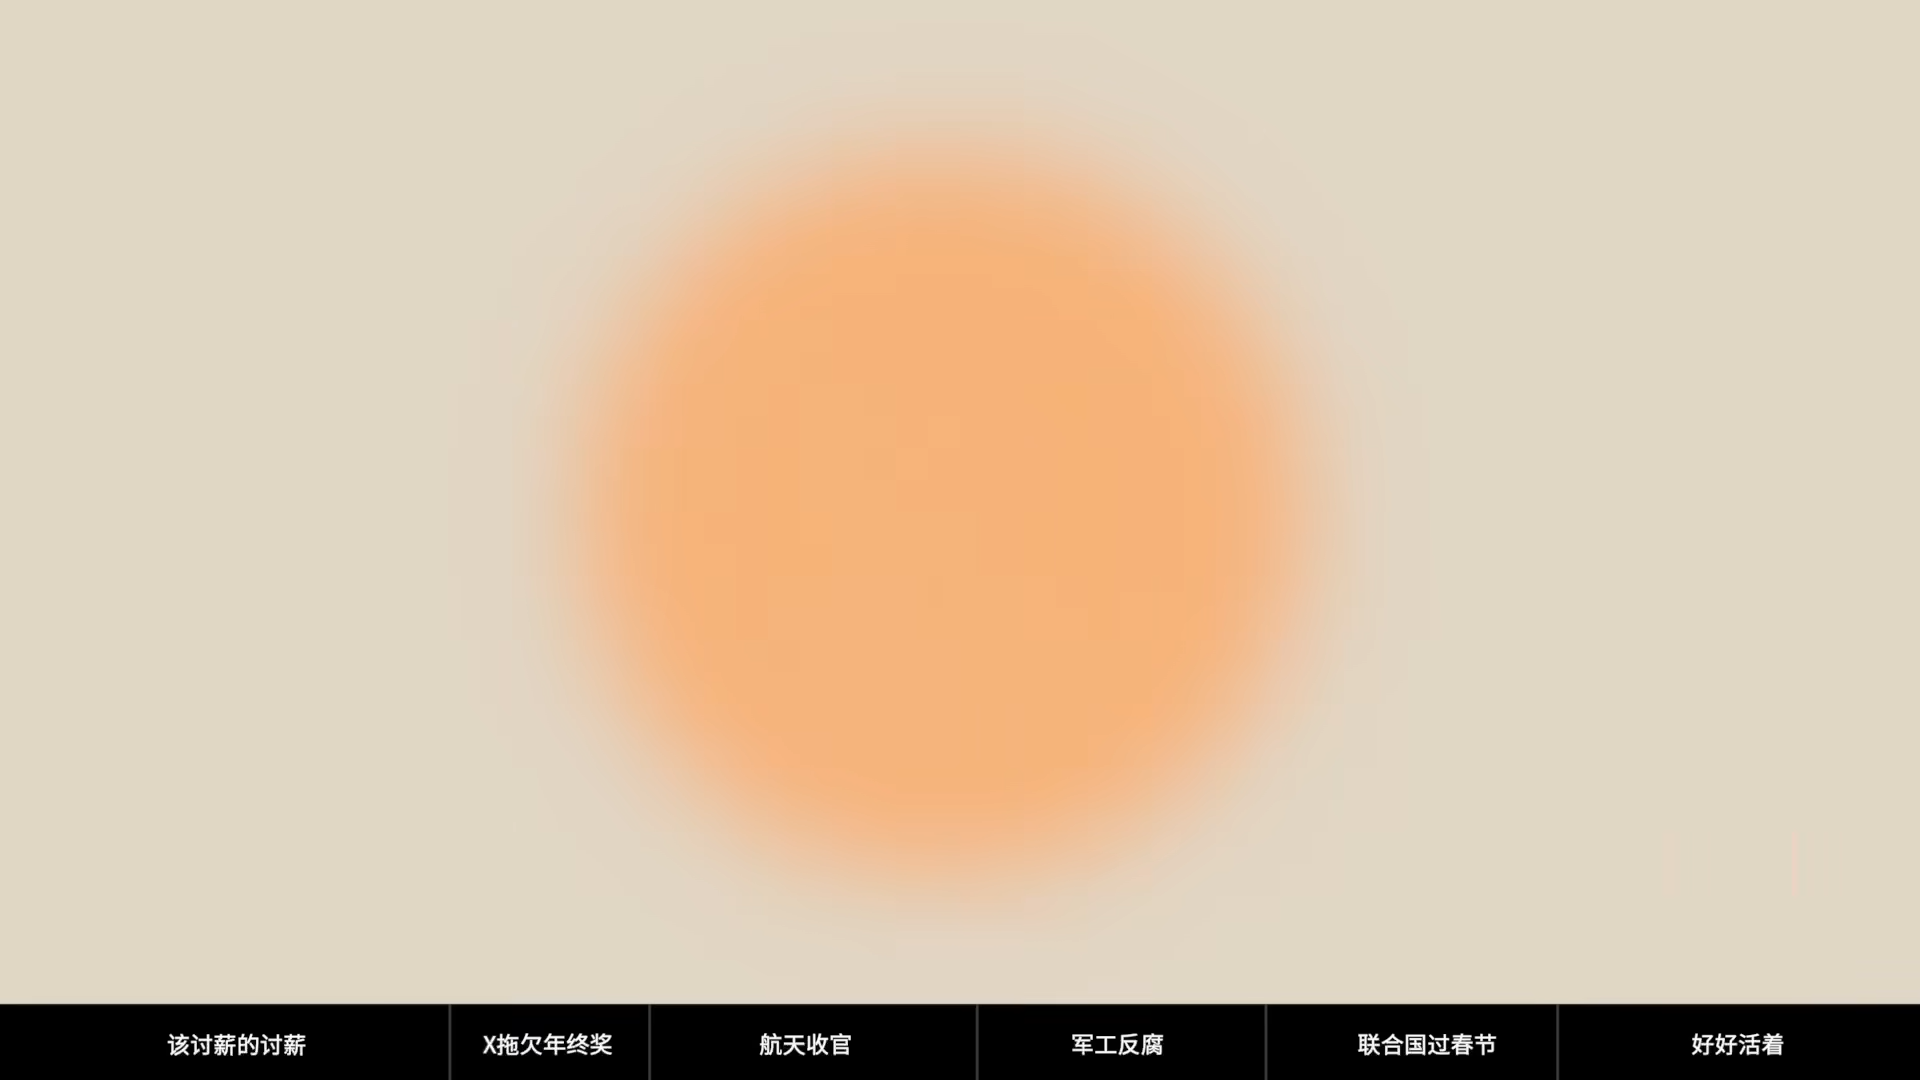 该讨薪的讨薪
X拖欠年终奖
航天收官
军工反腐
联合国过春节
好好活着